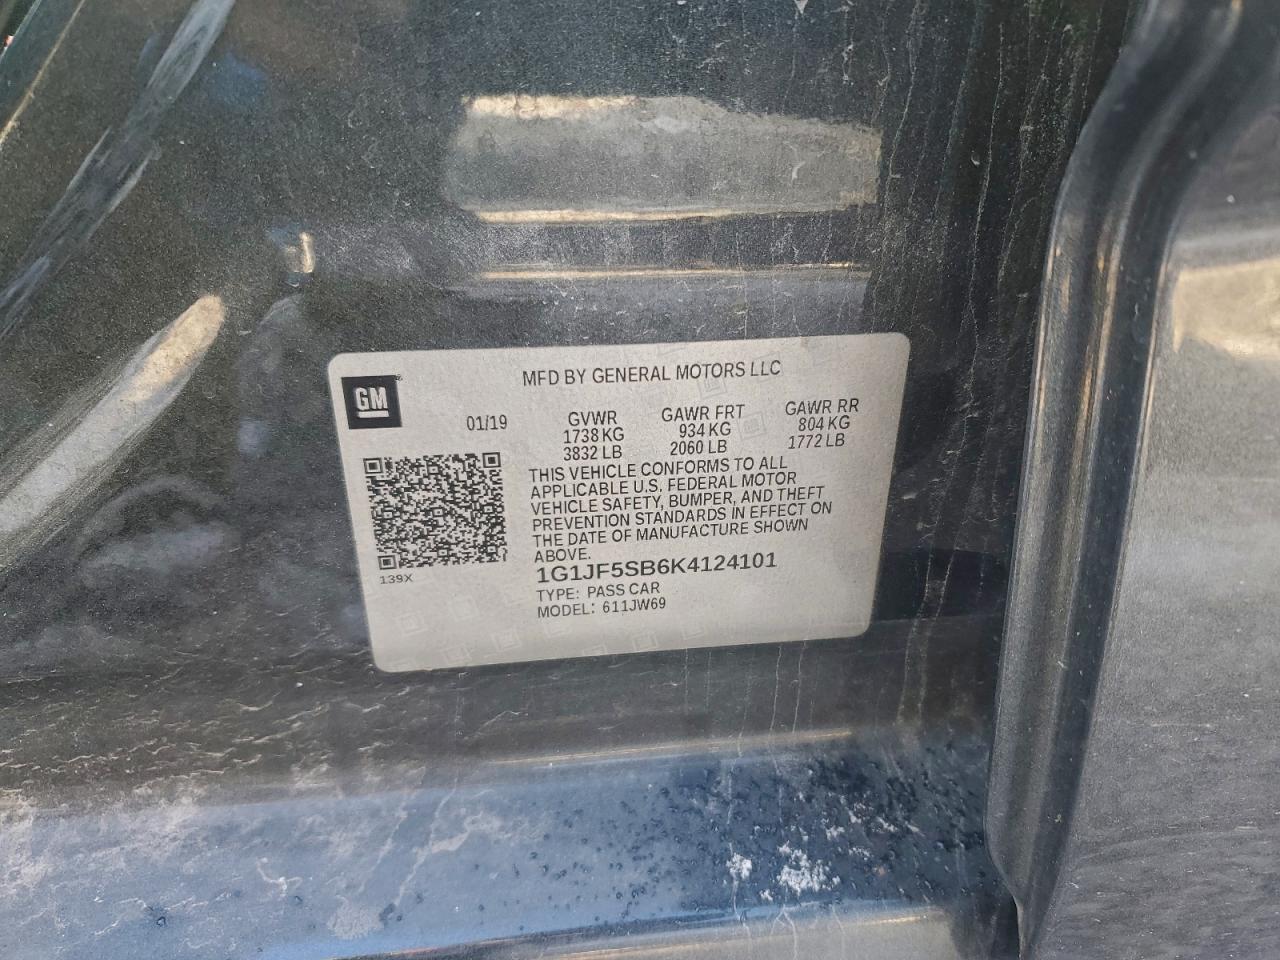 GM
MFD BY GENERAL MOTORS LLC
01/19 GVWR GAWR FRT GAWR RR
1738 KG 934 KG 804 KG
3832 LB 2060 LB 1772 LB
THIS VEHICLE CONFORMS TO ALL
APPLICABLE U.S. FEDERAL MOTOR
VEHICLE SAFETY, BUMPER, AND THEFT
PREVENTION STANDARDS IN EFFECT ON
THE DATE OF MANUFACTURE SHOWN
ABOVE.
139X
1G1JF5SB6K4124101
TYPE: PASS CAR
MODEL: 611JW69